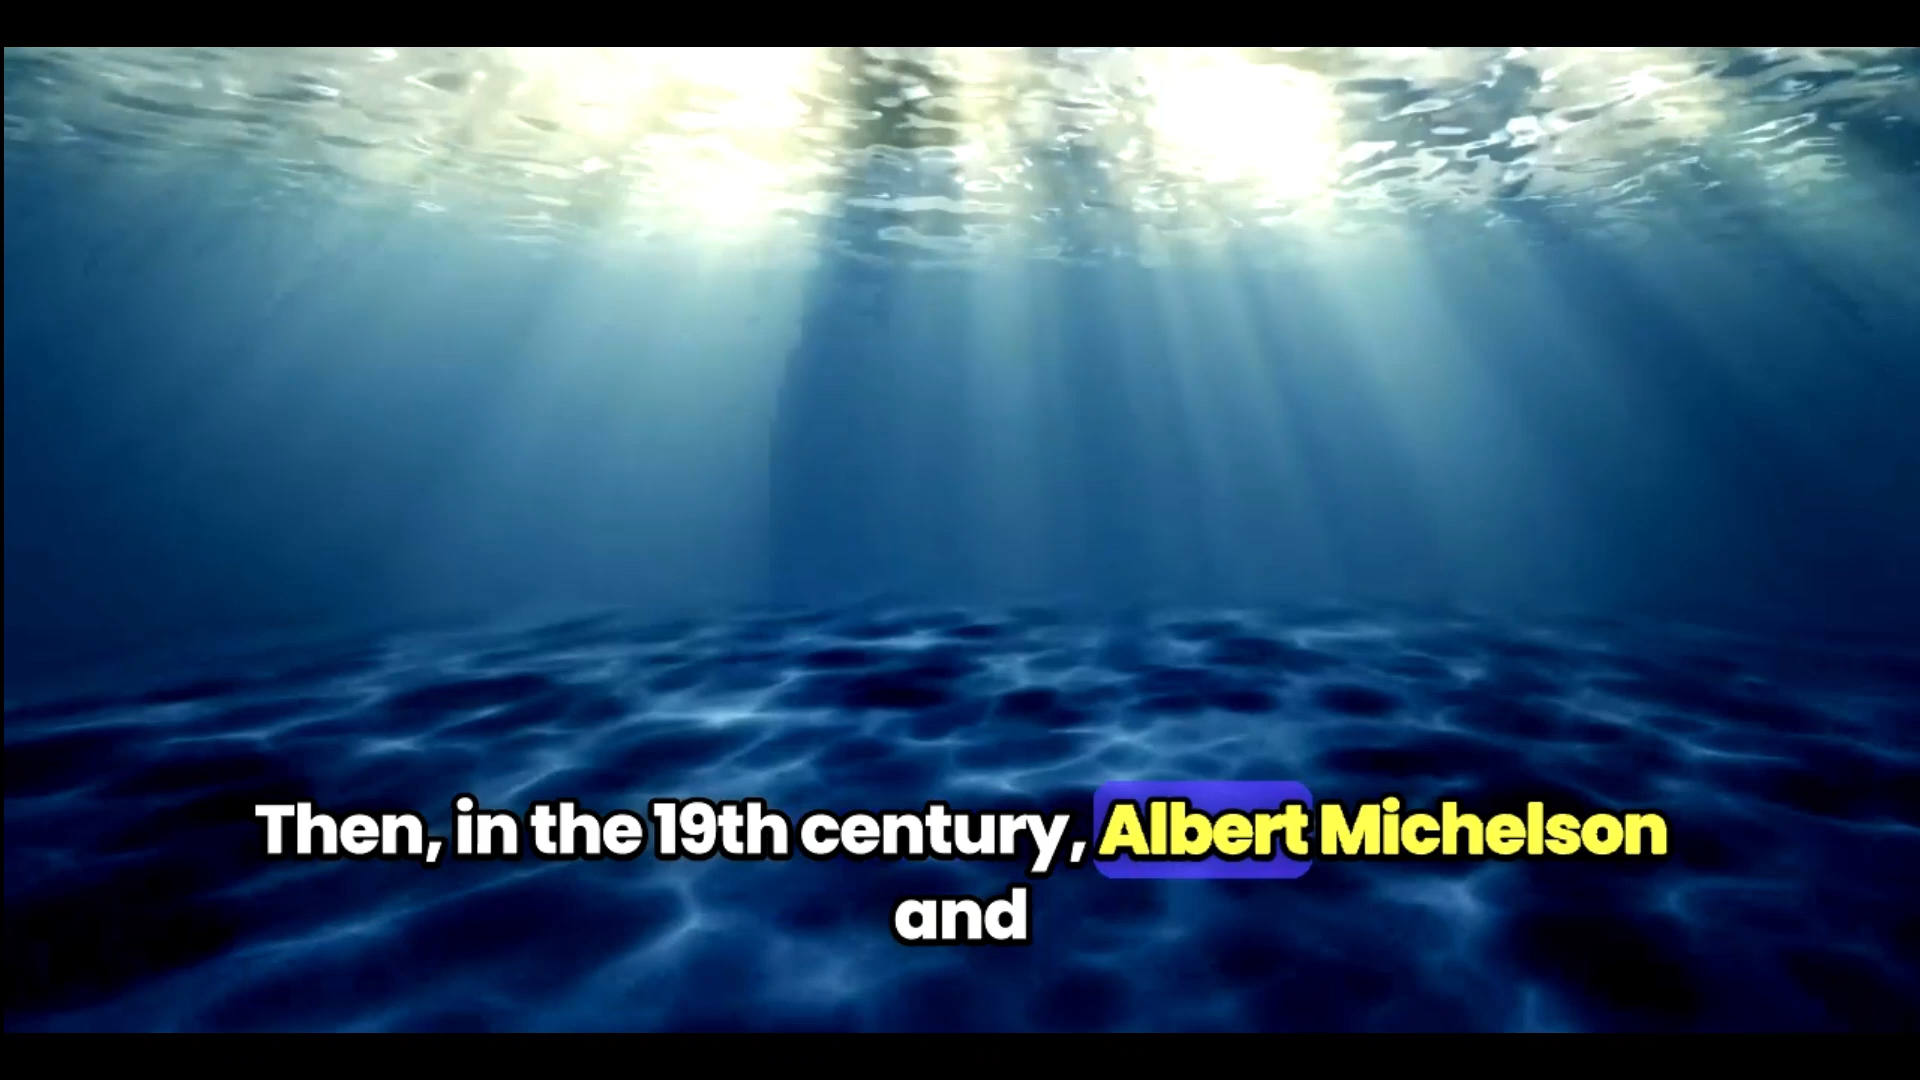 Then, in the 19th century, Albert Michelson
and